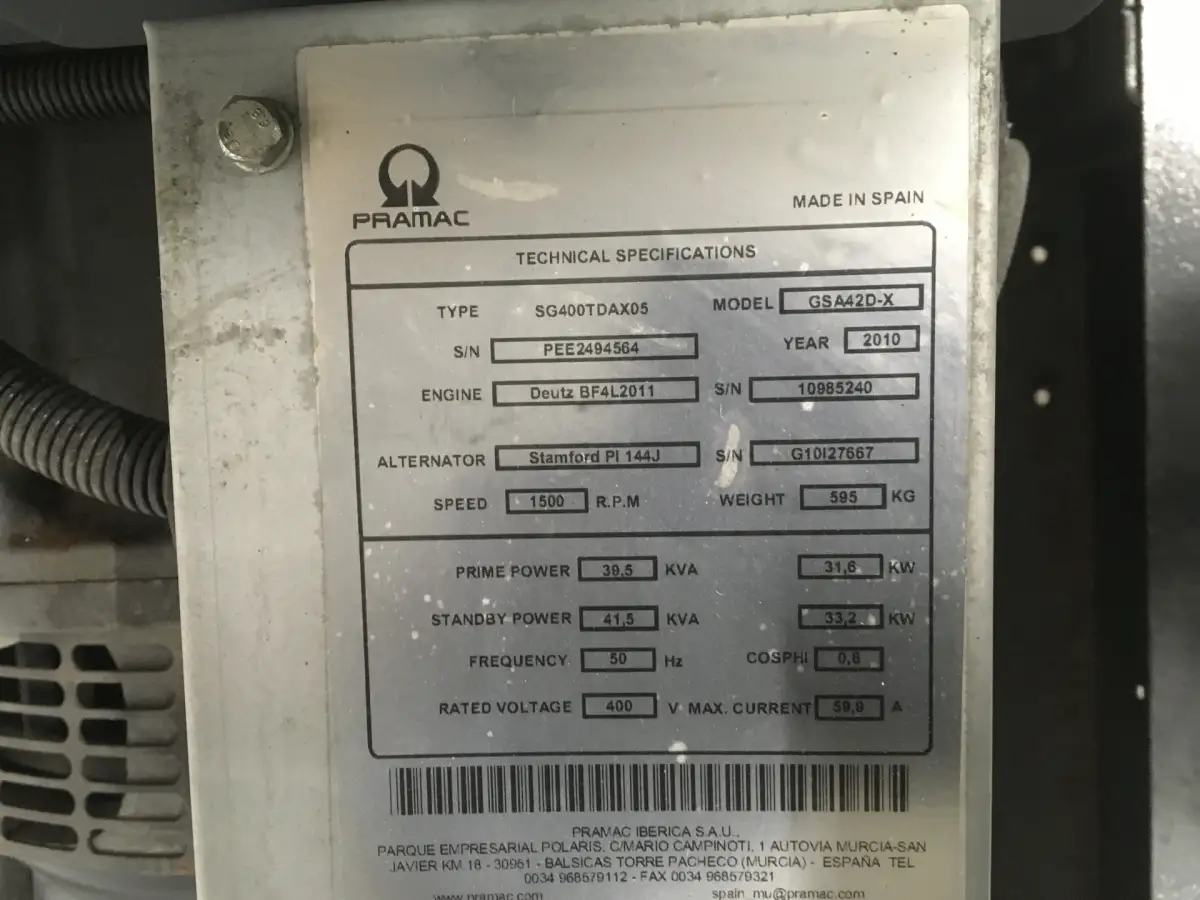 PRAMAC
MADE IN SPAIN
TECHNICAL SPECIFICATIONS
TYPE SG400TDAX05 MODEL GSA42D-X
S/N PEE2494564 YEAR 2010
ENGINE Deutz BF4L2011 S/N 10985240
ALTERNATOR Stamford PI 144J S/N G10I27667
SPEED 1500 R.P.M WEIGHT 595 KG
PRIME POWER 39,5 KVA 31,6 KW
STANDBY POWER 41,5 KVA 33,2 KW
FREQUENCY 50 Hz COSPHI 0,8
RATED VOLTAGE 400 V MAX. CURRENT 59,9 A
PRAMAC IBERICA S.A.U.,
PARQUE EMPRESARIAL POLARIS, C/MARIO CAMPINOTI, 1 AUTOVIA MURCIA-SAN
JAVIER KM 18 - 30951 - BALSICAS TORRE PACHECO (MURCIA) - ESPAÑA TEL
0034 968579112 - FAX 0034 968579321
www.pramac.com spain_mu@pramac.com